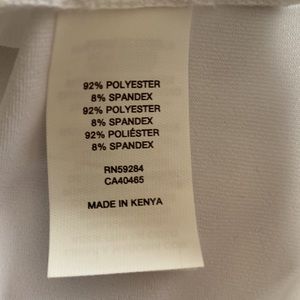 92% POLYESTER
8% SPANDEX
92% POLYESTER
8% SPANDEX
92% POLIÉSTER
8% SPANDEX
RN59284
CA40465
MADE IN KENYA